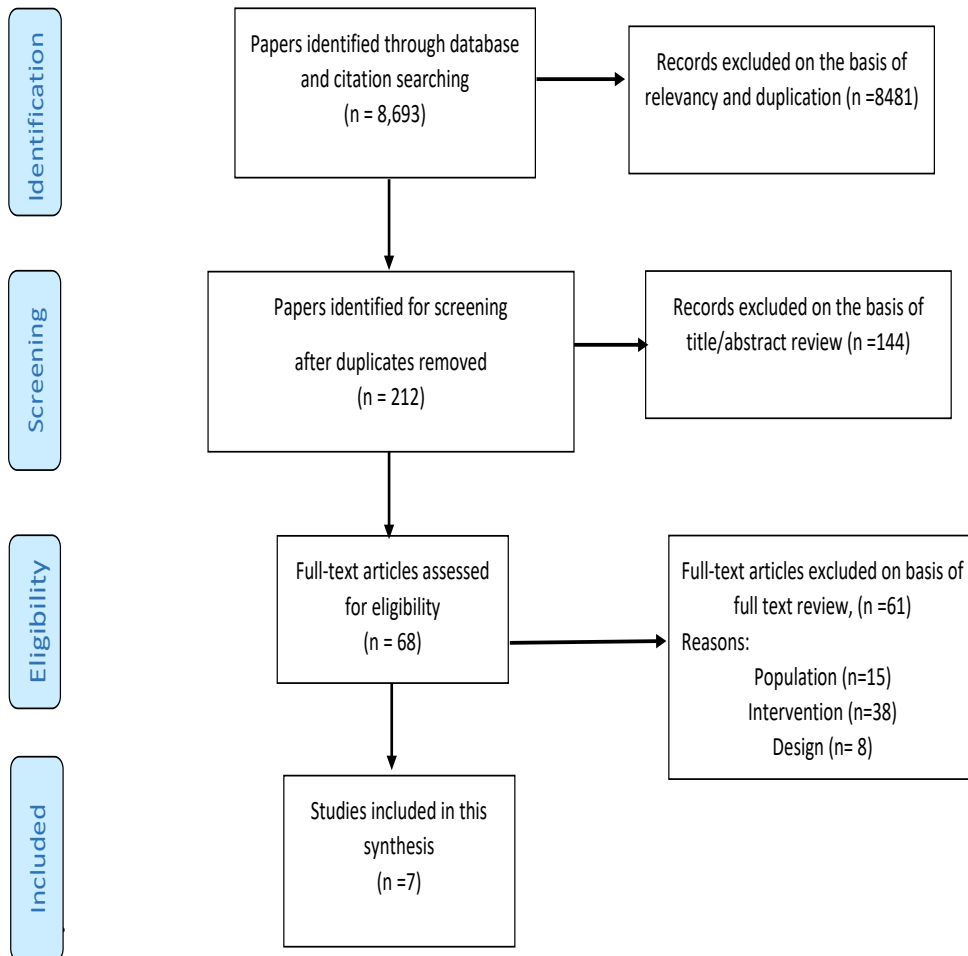 Identification
Papers identified through database
and citation searching
(n = 8,693)
Records excluded on the basis of
relevancy and duplication (n =8481)
Screening
Papers identified for screening
after duplicates removed
(n = 212)
Records excluded on the basis of
title/abstract review (n =144)
Eligibility
Full-text articles assessed
for eligibility
(n = 68)
Full-text articles excluded on basis of
full text review, (n =61)
Reasons:
Population (n=15)
Intervention (n=38)
Design (n= 8)
Included
Studies included in this
synthesis
(n =7)